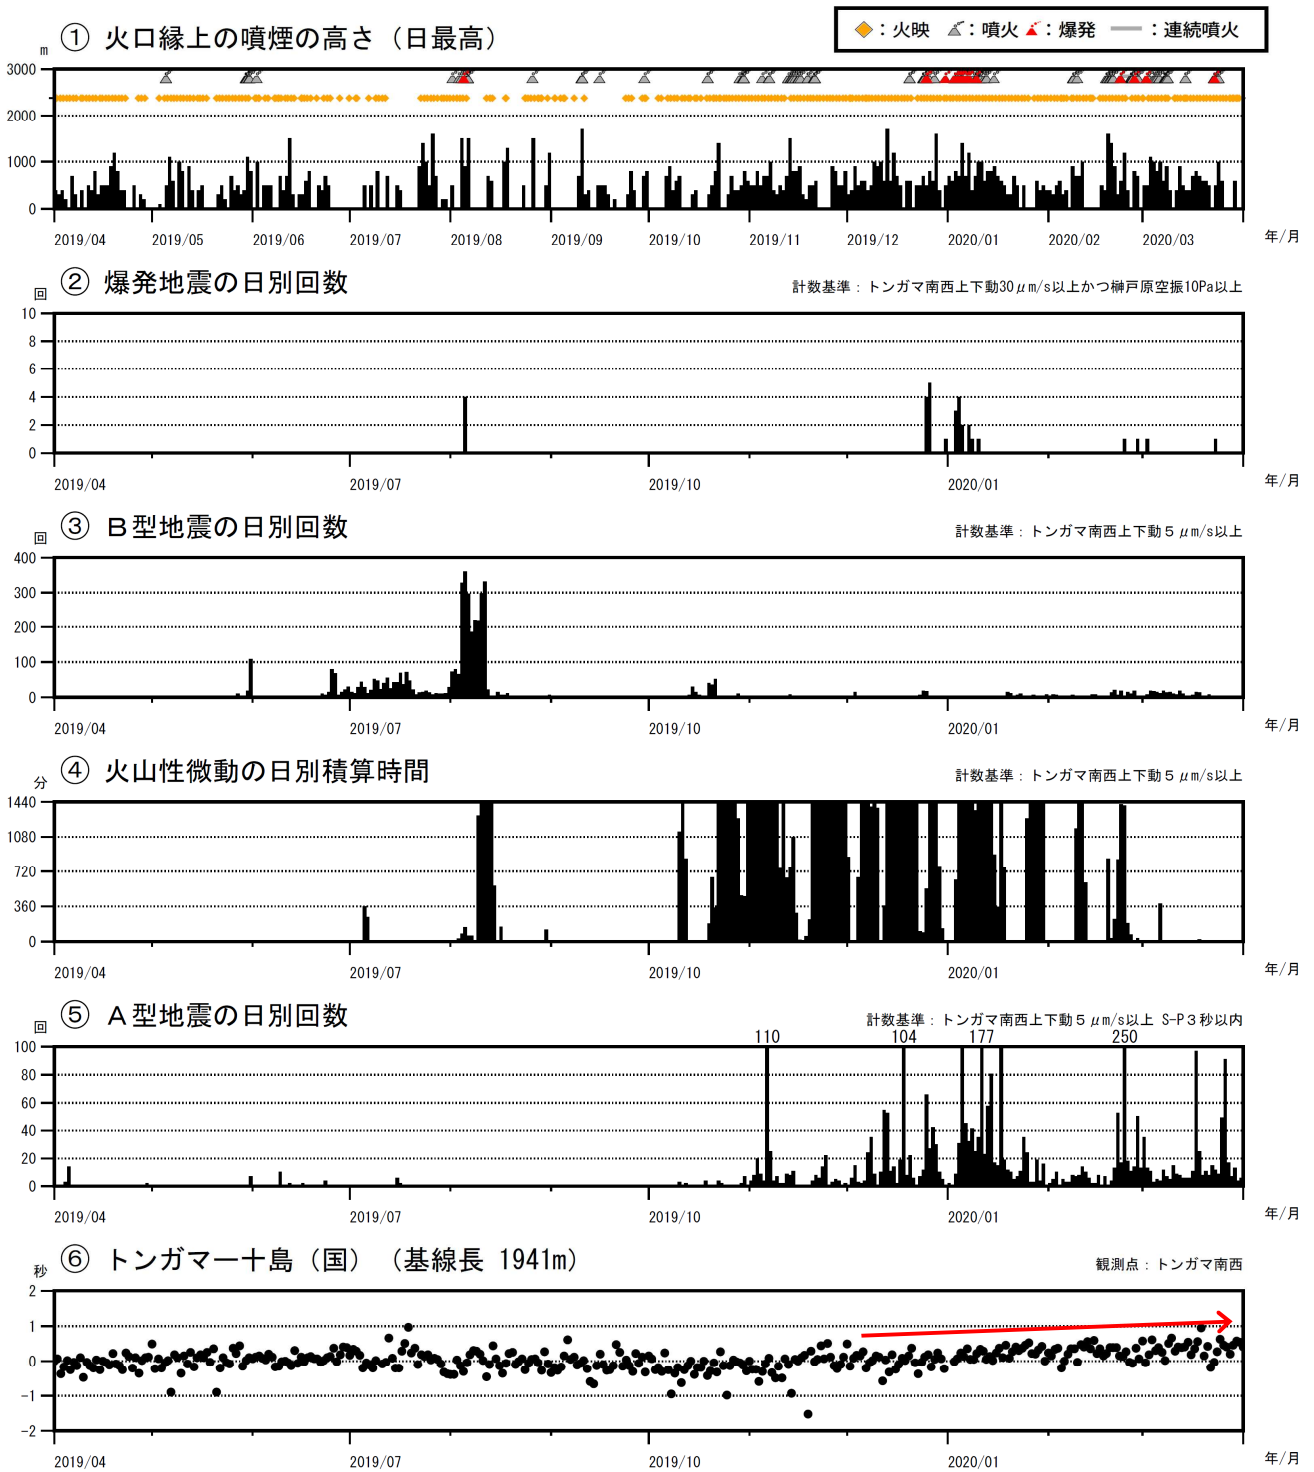 ① 火口縁上の噴煙の高さ（日最高）
：火映 ：噴火 ：爆発 ：連続噴火
m
3000
2000
1000
0
2019/04 2019/05 2019/06 2019/07 2019/08 2019/09 2019/10 2019/11 2019/12 2020/01 2020/02 2020/03 年/月
② 爆発地震の日別回数
計数基準：トンガマ南西上下動30μm/s以上かつ榊戸原空振10Pa以上
回
10
8
6
4
2
0
2019/04 2019/07 2019/10 2020/01 年/月
③ Ｂ型地震の日別回数
計数基準：トンガマ南西上下動５μm/s以上
回
400
300
200
100
0
2019/04 2019/07 2019/10 2020/01 年/月
④ 火山性微動の日別積算時間
計数基準：トンガマ南西上下動５μm/s以上
分
1440
1080
720
360
0
2019/04 2019/07 2019/10 2020/01 年/月
⑤ Ａ型地震の日別回数
計数基準：トンガマ南西上下動５μm/s以上 S-P３秒以内
回
110 104 177 250
100
80
60
40
20
0
2019/04 2019/07 2019/10 2020/01 年/月
⑥ トンガマー十島（国）（基線長 1941m）
観測点：トンガマ南西
秒
2
1
0
-1
-2
2019/04 2019/07 2019/10 2020/01 年/月